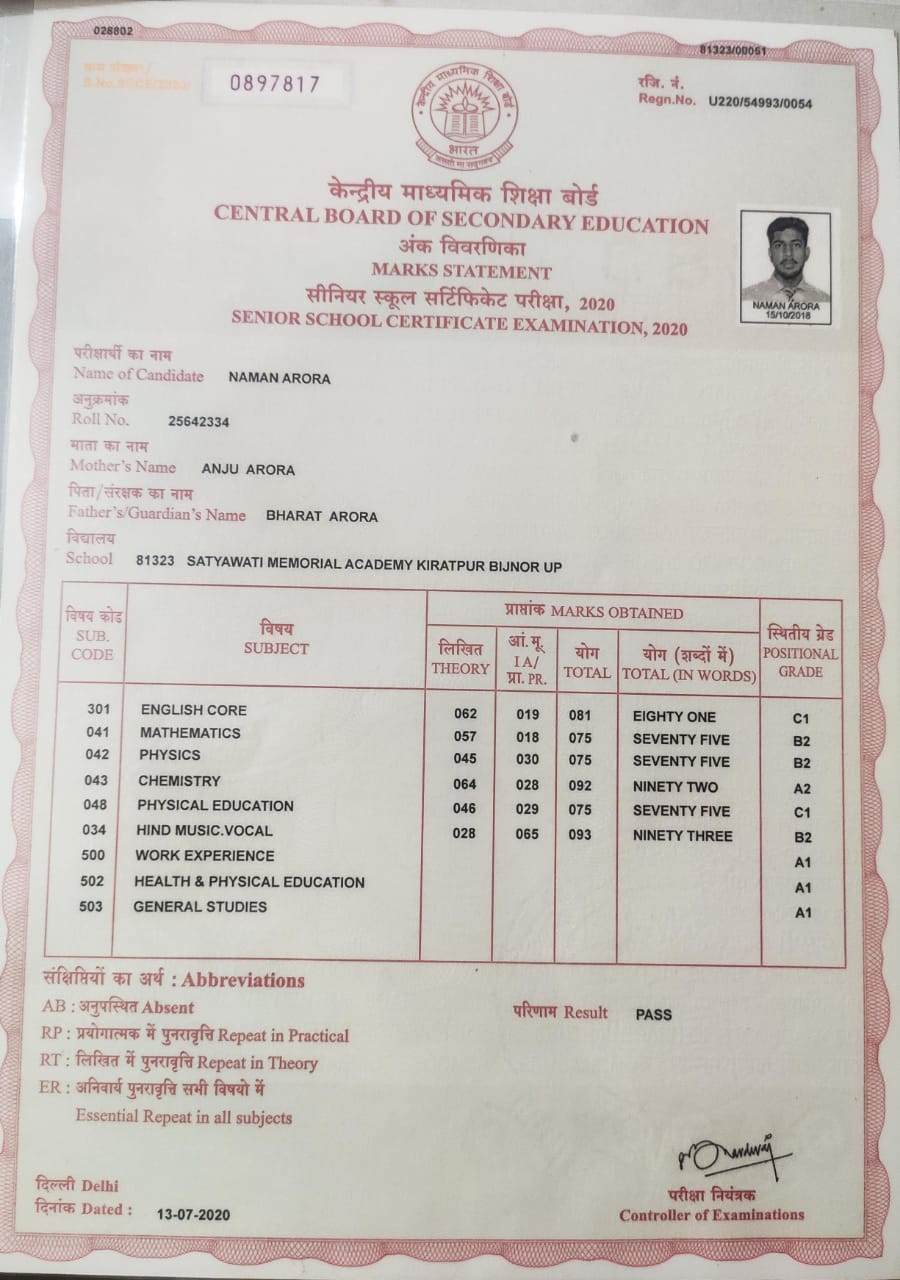 028802
81323/00051
0897817
रजि. नं.
Regn.No. U220/54993/0054
केन्द्रीय माध्यमिक शिक्षा बोर्ड
भारत
केन्द्रीय माध्यमिक शिक्षा बोर्ड
CENTRAL BOARD OF SECONDARY EDUCATION
अंक विवरणिका
MARKS STATEMENT
सीनियर स्कूल सर्टिफिकेट परीक्षा, 2020
SENIOR SCHOOL CERTIFICATE EXAMINATION, 2020
NAMAN ARORA
15/10/2018
परीक्षार्थी का नाम
Name of Candidate NAMAN ARORA
अनुक्रमांक
Roll No. 25642334
माता का नाम
Mother's Name ANJU ARORA
पिता/संरक्षक का नाम
Father's/Guardian's Name BHARAT ARORA
विद्यालय
School 81323 SATYAWATI MEMORIAL ACADEMY KIRATPUR BIJNOR UP
विषय कोड
SUB.
CODE
विषय
SUBJECT
प्राप्तांक MARKS OBTAINED
लिखित
THEORY
आं.मू.
I A/
प्रा. PR.
योग
TOTAL
योग (शब्दों में)
TOTAL (IN WORDS)
स्थितीय ग्रेड
POSITIONAL
GRADE
301 ENGLISH CORE 062 019 081 EIGHTY ONE C1
041 MATHEMATICS 057 018 075 SEVENTY FIVE B2
042 PHYSICS 045 030 075 SEVENTY FIVE B2
043 CHEMISTRY 064 028 092 NINETY TWO A2
048 PHYSICAL EDUCATION 046 029 075 SEVENTY FIVE C1
034 HIND MUSIC.VOCAL 028 065 093 NINETY THREE B2
500 WORK EXPERIENCE A1
502 HEALTH & PHYSICAL EDUCATION A1
503 GENERAL STUDIES A1
संक्षिप्तियों का अर्थ : Abbreviations
AB : अनुपस्थित Absent
परिणाम Result PASS
RP : प्रयोगात्मक में पुनरावृत्ति Repeat in Practical
RT : लिखित में पुनरावृत्ति Repeat in Theory
ER : अनिवार्य पुनरावृत्ति सभी विषयो में
Essential Repeat in all subjects
दिल्ली Delhi
दिनांक Dated : 13-07-2020
परीक्षा नियंत्रक
Controller of Examinations